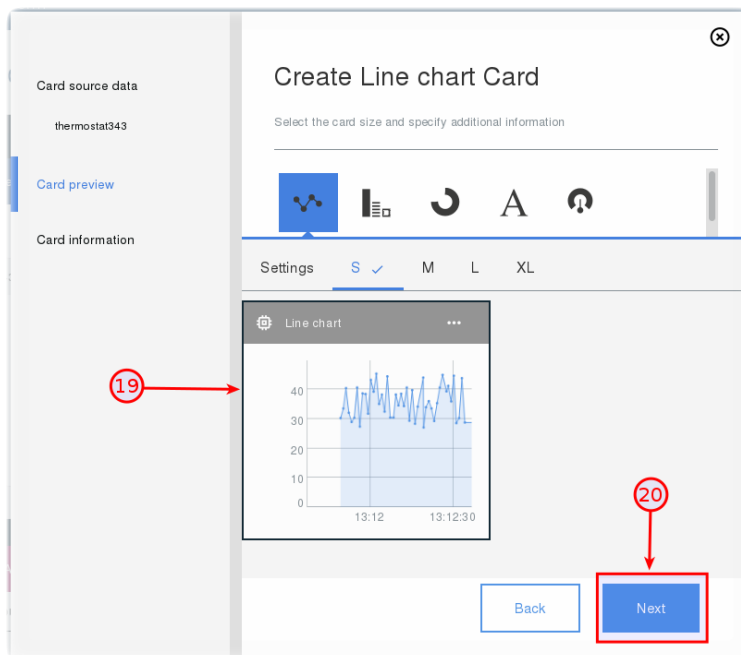 Card source data
thermostat343
Card preview
Card information
Create Line chart Card
Select the card size and specify additional information
A
Settings S M L XL
Line chart
40
30
20
10
0
13:12 13:12:30
19
20
Back Next